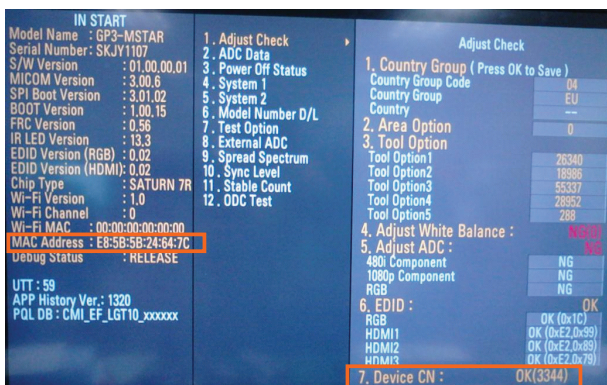 IN START
Model Name : GP3-MSTAR
Serial Number : SKJY1107
S/W Version : 01.00.00.01
MICOM Version : 3.00.6
SPI Boot Version : 3.01.02
BOOT Version : 1.00.15
FRC Version : 0.56
IR LED Version : 13.3
EDID Version (RGB) : 0.02
EDID Version (HDMI): 0.02
Chip Type : SATURN 7R
Wi-Fi Version : 1.0
Wi-Fi Channel : 0
Wi-Fi MAC : 00:00:00:00:00:00
MAC Address : E8:5B:5B:24:64:7C
Debug Status : RELEASE
UTT : 59
APP History Ver. : 1320
PQL DB : CMI_EF_LGT10_xxxxxx
1 . Adjust Check
2 . ADC Data
3 . Power Off Status
4 . System 1
5 . System 2
6 . Model Number D/L
7 . Test Option
8 . External ADC
9 . Spread Spectrum
10 . Sync Level
11 . Stable Count
12 . ODC Test
Adjust Check
1. Country Group ( Press OK to Save )
Country Group Code 04
Country Group EU
Country ---
2. Area Option 0
3. Tool Option
Tool Option1 26340
Tool Option2 18986
Tool Option3 55337
Tool Option4 28952
Tool Option5 288
4. Adjust White Balance : NG(0)
5. Adjust ADC : NG
480i Component NG
1080p Component NG
RGB NG
6. EDID : OK
RGB OK (0x1C)
HDMI1 OK (0xE2,0x99)
HDMI2 OK (0xE2,0x89)
HDMI3 OK (0xE2,0x79)
7. Device CN : OK(3344)